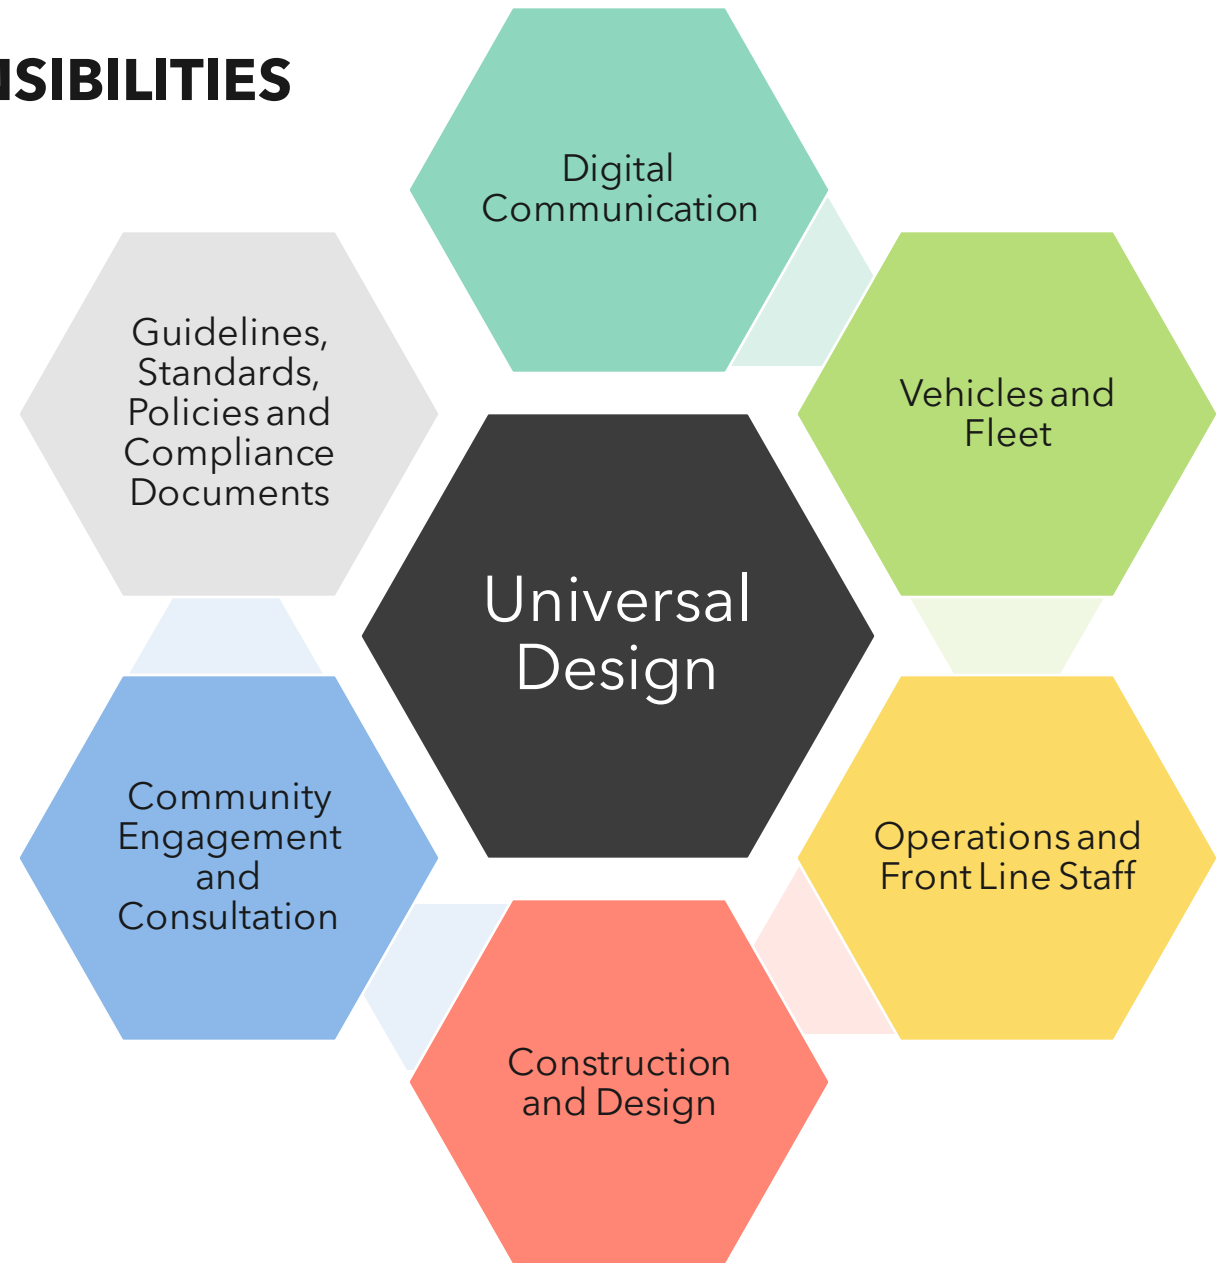 NSIBILITIES
Digital
Communication
Vehicles and
Fleet
Operations and
Front Line Staff
Construction
and Design
Community
Engagement
and
Consultation
Guidelines,
Standards,
Policies and
Compliance
Documents
Universal
Design